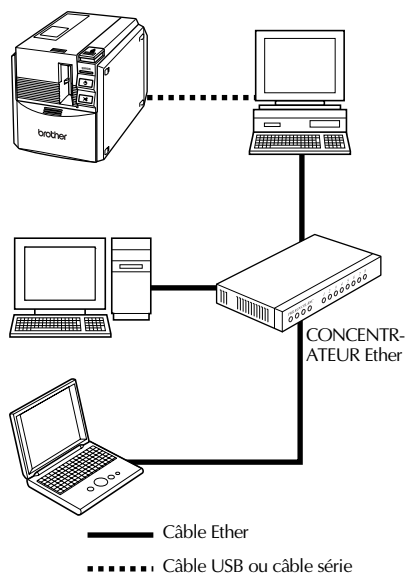 brother
CONCENTR-
ATEUR Ether
Câble Ether
Câble USB ou câble série